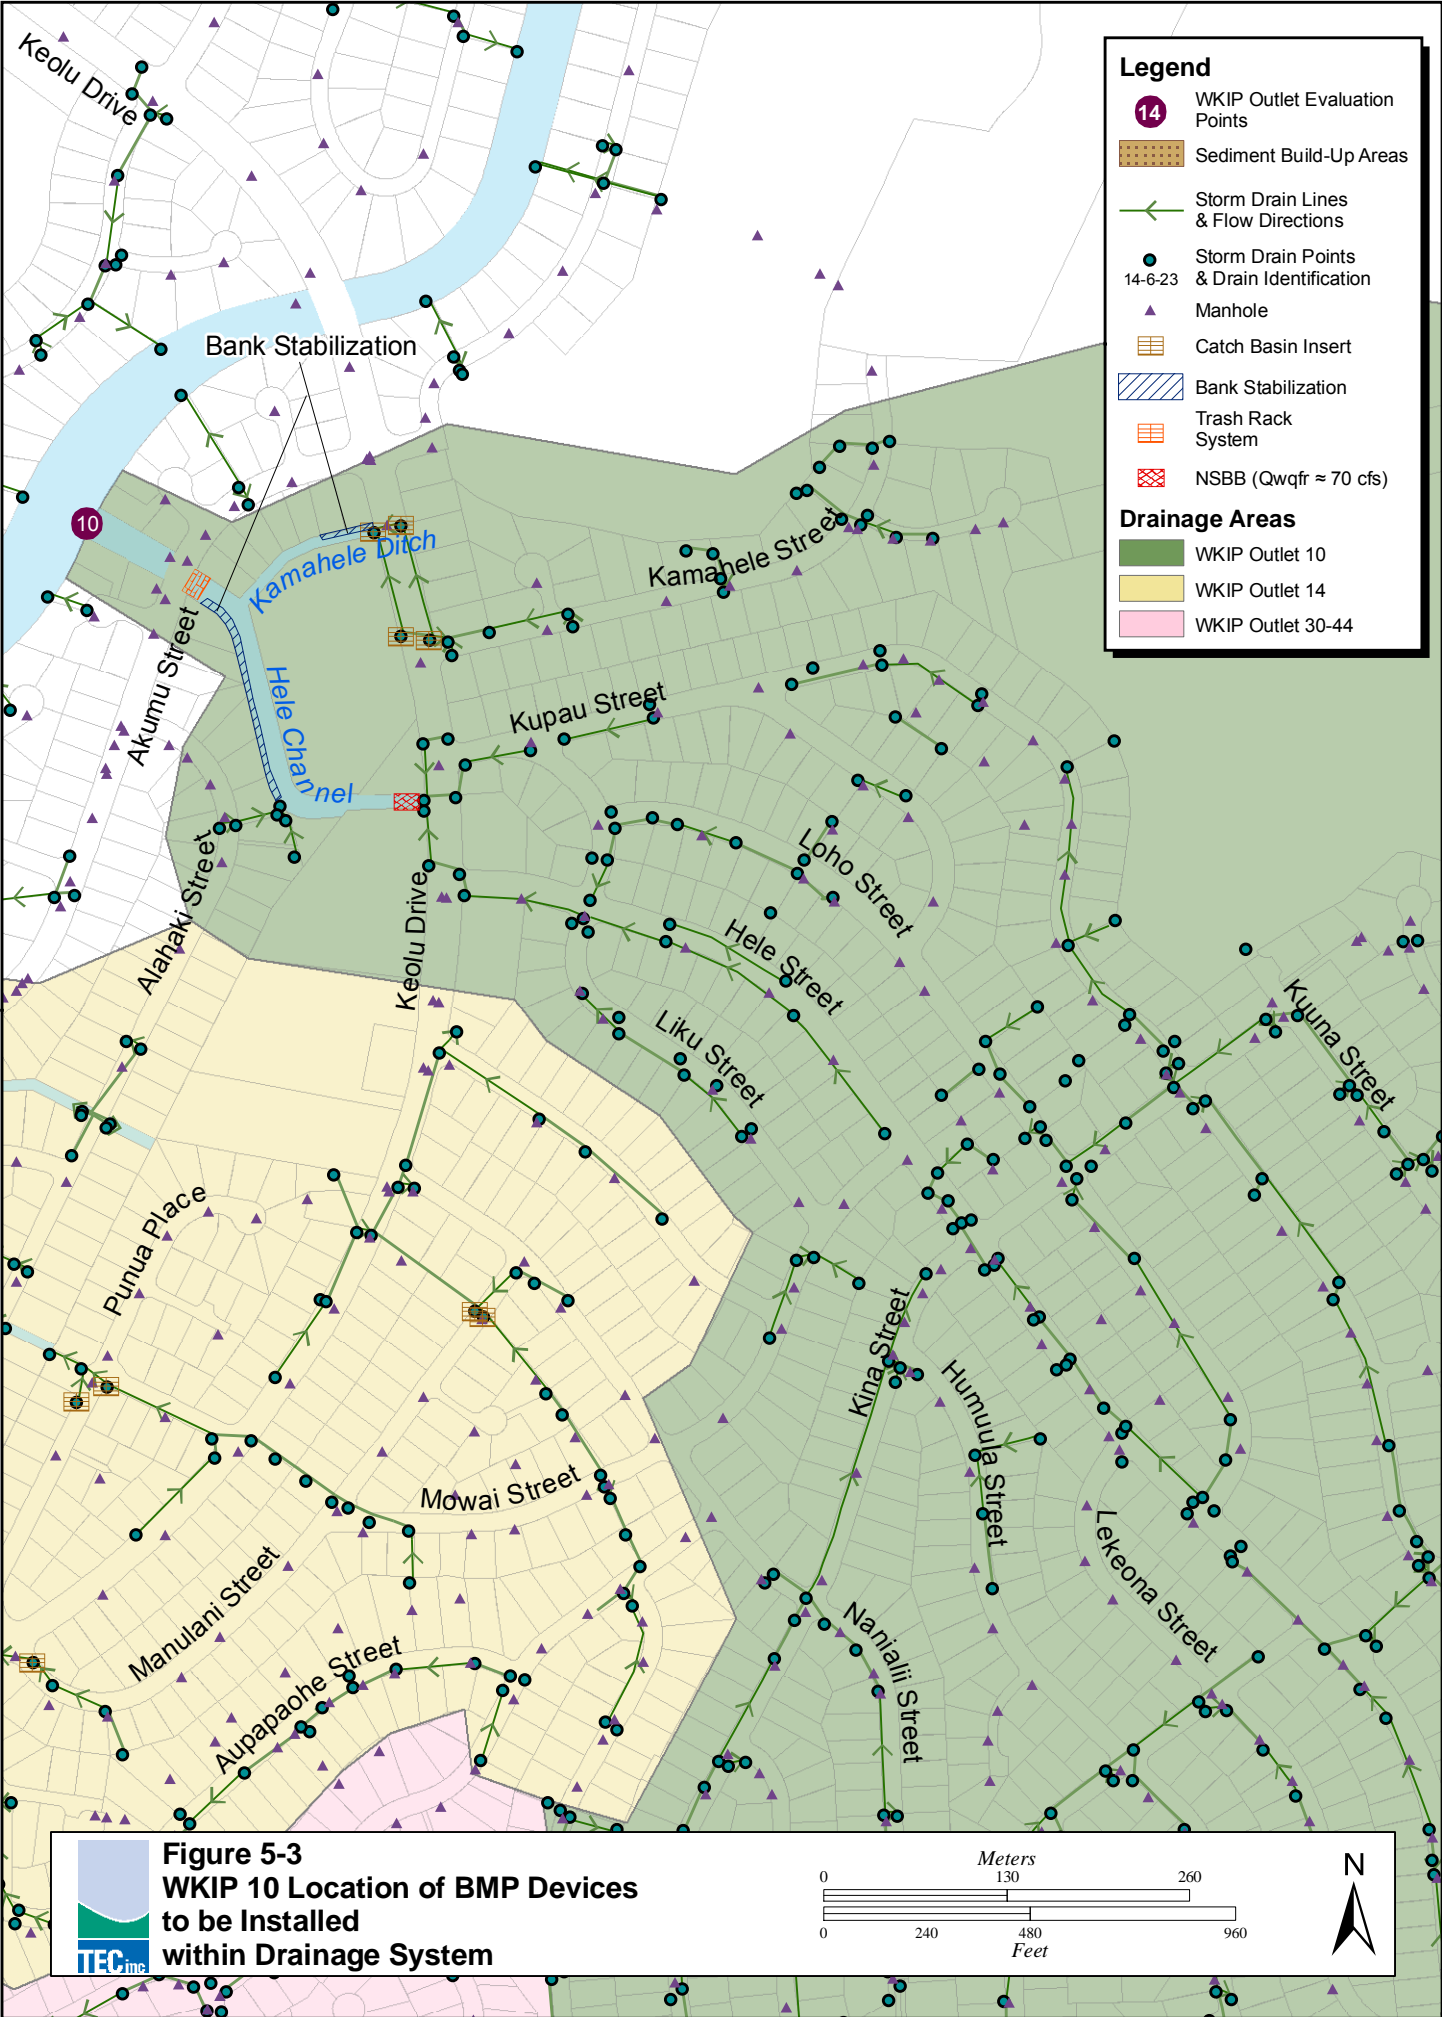 Keolu Drive
Legend
14
WKIP Outlet Evaluation
Points
Sediment Build-Up Areas
Storm Drain Lines
& Flow Directions
14-6-23
Storm Drain Points
& Drain Identification
Manhole
Catch Basin Insert
Bank Stabilization
Trash Rack
System
NSBB (Qwqfr ≈ 70 cfs)
Drainage Areas
WKIP Outlet 10
WKIP Outlet 14
WKIP Outlet 30-44
Bank Stabilization
10
Kamahele Ditch
Kamahele Street
Akumu Street
Hele Channel
Kupau Street
Alahaki Street
Keolu Drive
Loho Street
Hele Street
Liku Street
Kuuna Street
Punua Place
Kina Street
Humuula Street
Mowai Street
Lekeona Street
Manulani Street
Nanialii Street
Aupapaohe Street
TEC inc
Figure 5-3
WKIP 10 Location of BMP Devices
to be Installed
within Drainage System
Meters
0 130 260
0 240 480 960
Feet
N